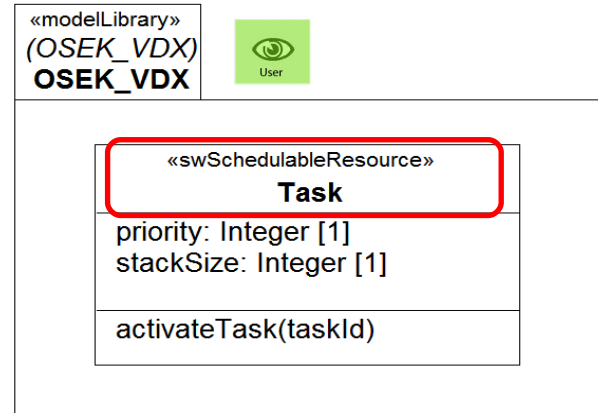 «modelLibrary»
(OSEK_VDX)
OSEK_VDX
User
«swSchedulableResource»
Task
priority: Integer [1]
stackSize: Integer [1]
activateTask(taskId)